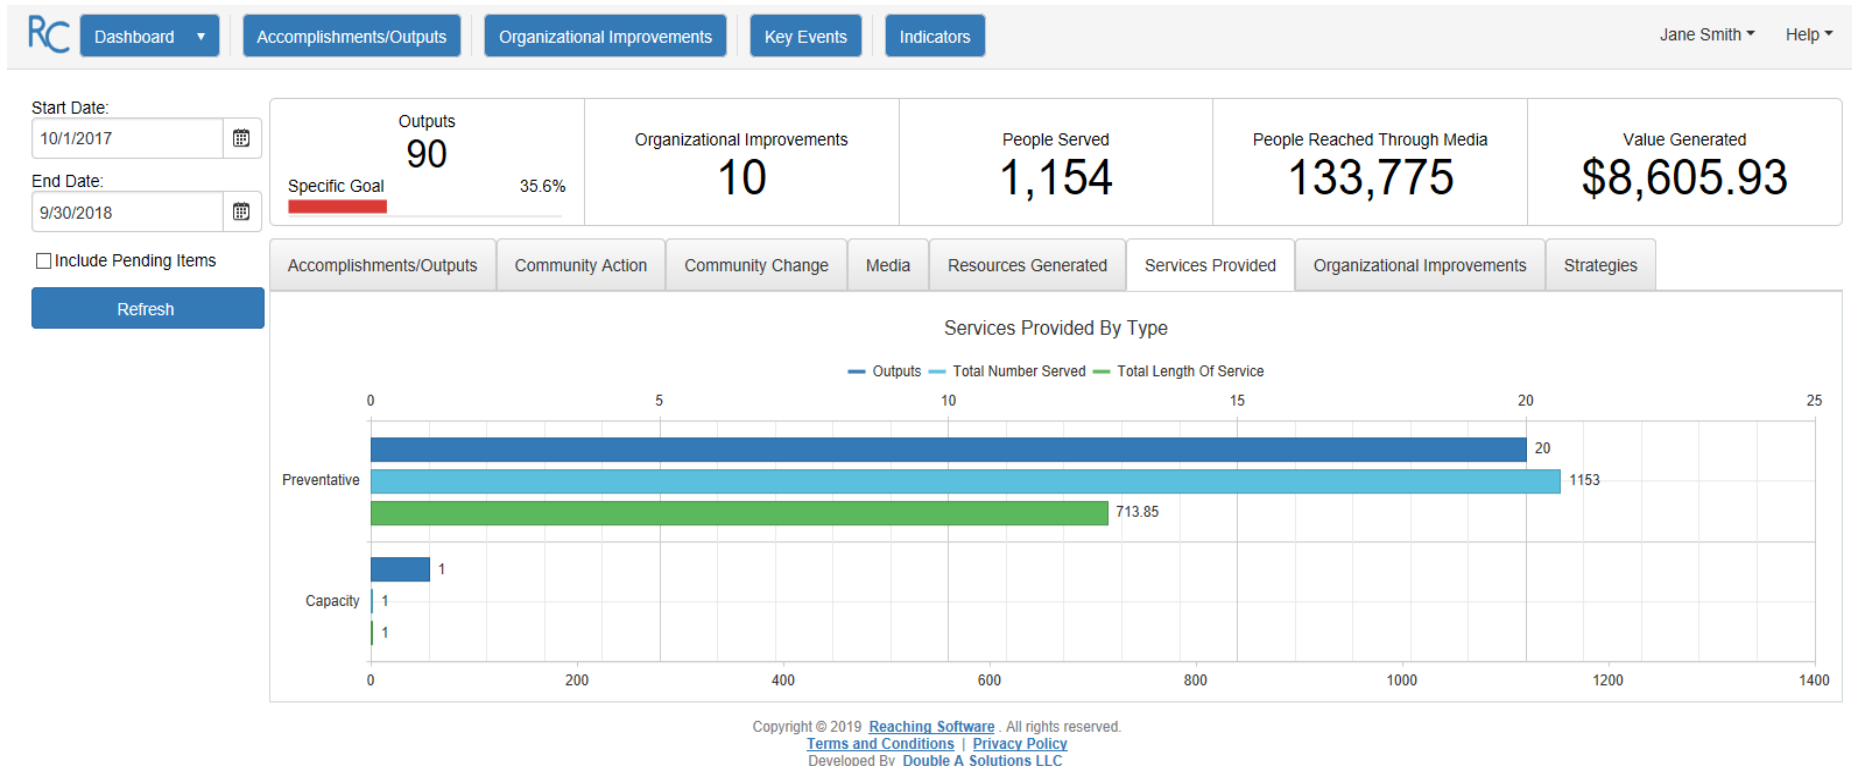 RC Dashboard ▼ Accomplishments/Outputs Organizational Improvements Key Events Indicators Jane Smith Help
Start Date:
10/1/2017
End Date:
9/30/2018
Include Pending Items
Refresh
Outputs
90
Specific Goal 35.6%
Organizational Improvements
10
People Served
1,154
People Reached Through Media
133,775
Value Generated
$8,605.93
Accomplishments/Outputs Community Action Community Change Media Resources Generated Services Provided Organizational Improvements Strategies
Services Provided By Type
Outputs Total Number Served Total Length Of Service
0 5 10 15 20 25
20
Preventative 1153
713.85
1
Capacity 1
1
0 200 400 600 800 1000 1200 1400
Copyright © 2019 Reaching Software . All rights reserved.
Terms and Conditions | Privacy Policy
Developed By Double A Solutions LLC